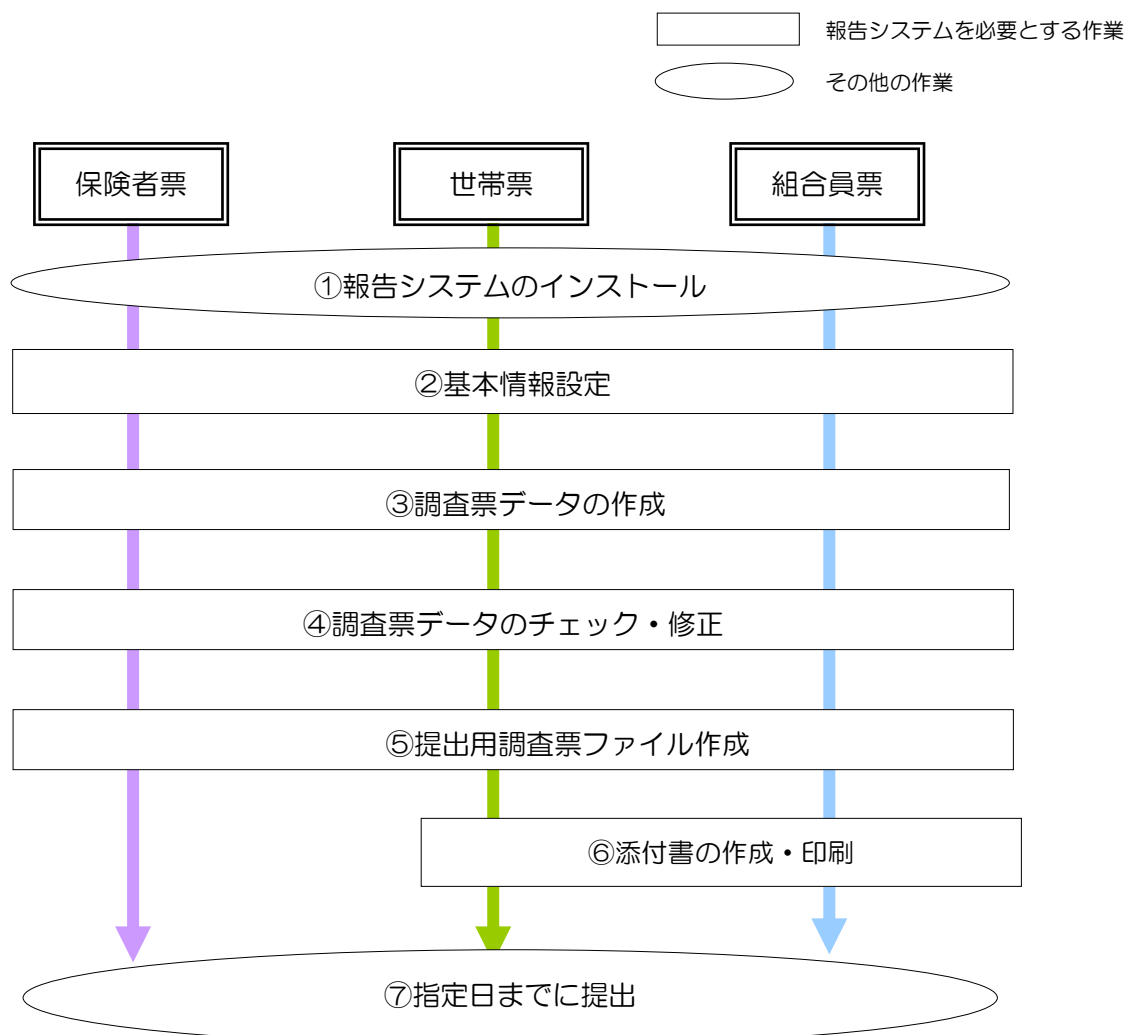 報告システムを必要とする作業
その他の作業
保険者票
世帯票
組合員票
①報告システムのインストール
②基本情報設定
③調査票データの作成
④調査票データのチェック・修正
⑤提出用調査票ファイル作成
⑥添付書の作成・印刷
⑦指定日までに提出